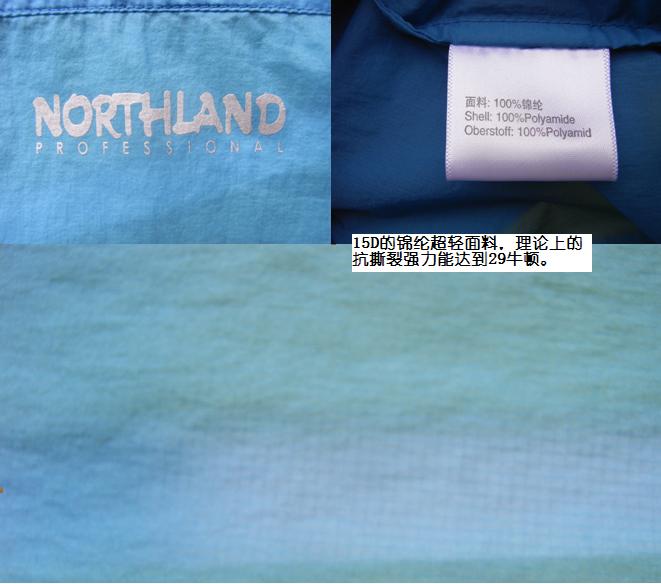 NORTHLAND
PROFESSIONAL
面料: 100%锦纶
Shell: 100%Polyamide
Oberstoff: 100%Polyamid
15D的锦纶超轻面料。理论上的
抗撕裂强力能达到29牛顿。